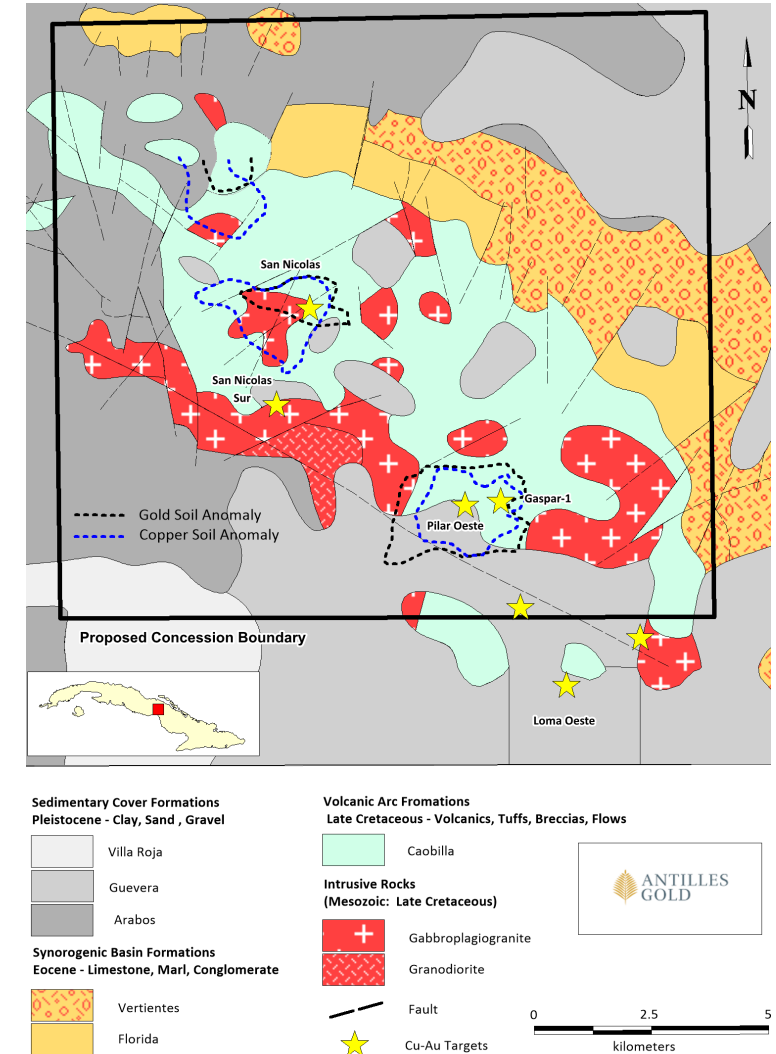 N
San Nicolas
San Nicolas
Sur
Gaspar-1
Pilar Oeste
Gold Soil Anomaly
Copper Soil Anomaly
Proposed Concession Boundary
Loma Oeste
Sedimentary Cover Formations
Pleistocene - Clay, Sand , Gravel
Villa Roja
Guevera
Arabos
Synorogenic Basin Formations
Eocene - Limestone, Marl, Conglomerate
Vertientes
Florida
Volcanic Arc Fromations
Late Cretaceous - Volcanics, Tuffs, Breccias, Flows
Caobilla
Intrusive Rocks
(Mesozoic:  Late Cretaceous)
Gabbroplagiogranite
Granodiorite
Fault
Cu-Au Targets
ANTILLES
GOLD
0 2.5 5
kilometers